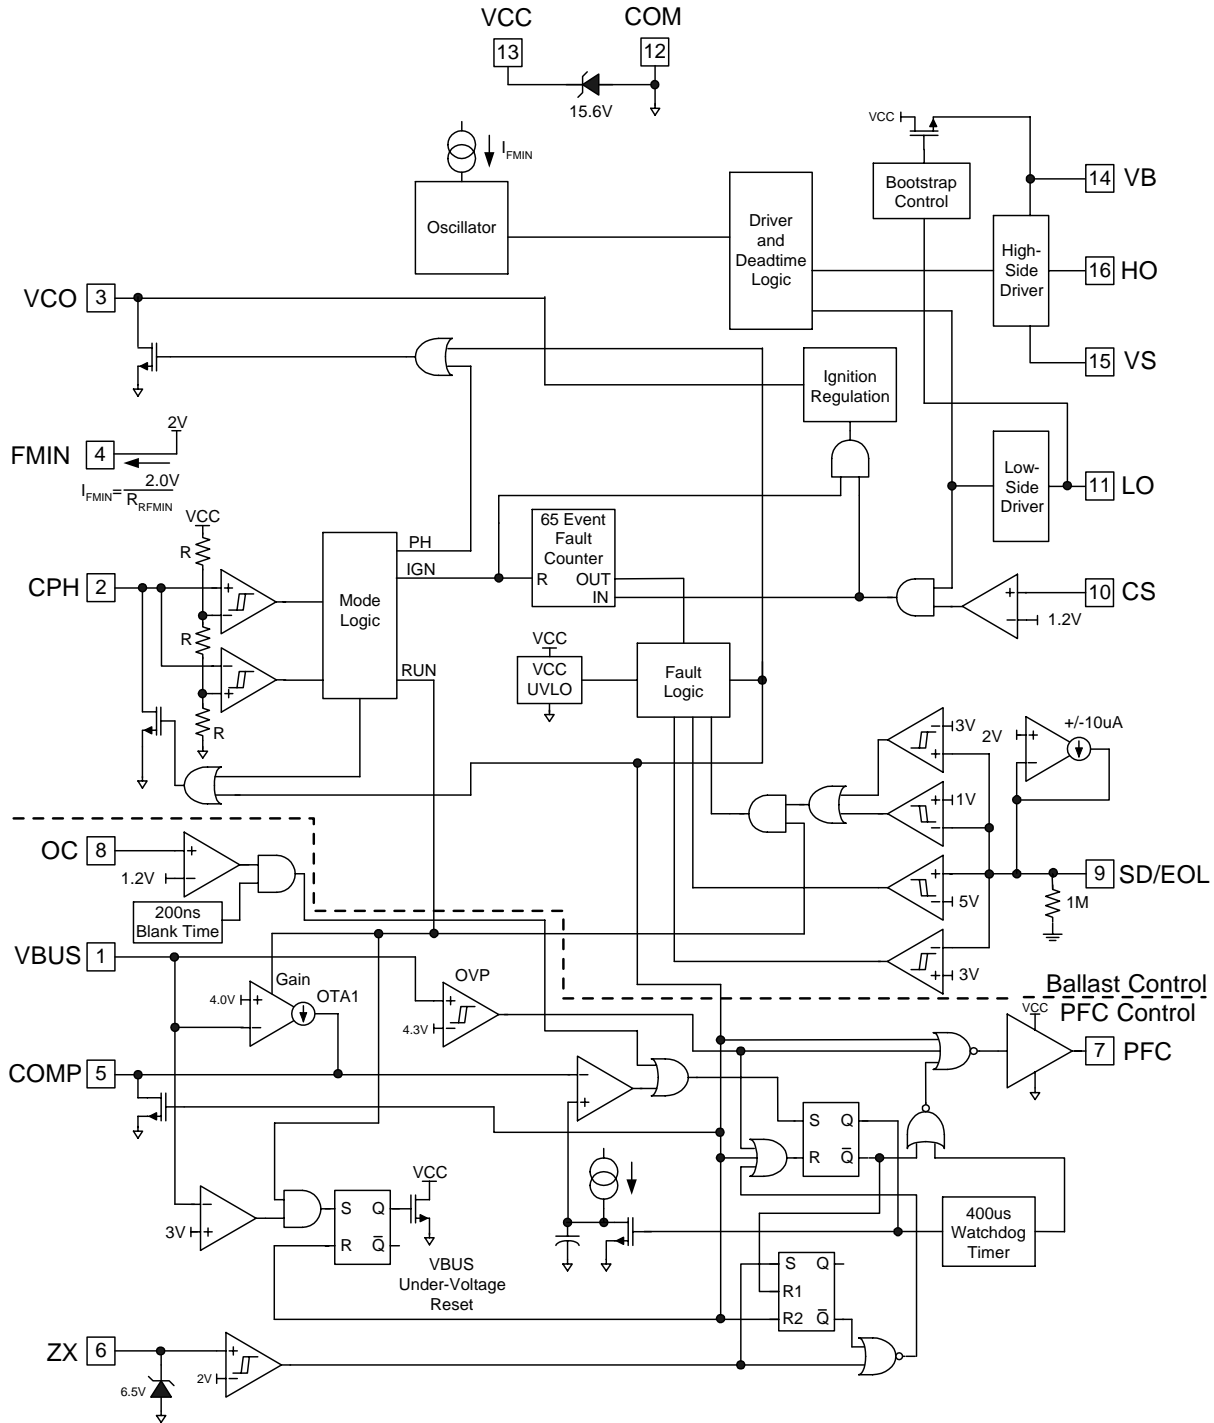 VCC
COM
13
12
15.6V
VCC
I FMIN
Bootstrap
Control
14 VB
Oscillator
Driver
and
Deadtime
Logic
High-
Side
Driver
16 HO
VCO 3
15 VS
Ignition
Regulation
2V
FMIN 4
I FMIN = 2.0V
R RFMIN
Low-
Side
Driver
11 LO
VCC
R
65 Event
Fault
Counter
PH
IGN
R OUT
IN
CPH 2
+
−
Mode
Logic
+
−
1.2V
10 CS
R
VCC
VCC
UVLO
Fault
Logic
−
+
RUN
R
−
+
3V
2V
+
−
+/-10uA
+
−
1V
OC 8
+
−
1.2V
+
−
5V
9 SD/EOL
1M
200ns
Blank Time
VBUS 1
−
+
3V
Gain
OVP
Ballast Control
PFC Control
4.0V
+
−
OTA1
+
−
4.3V
VCC
7 PFC
COMP 5
−
+
S Q
R Q̅
VCC
−
+
3V
S Q
R Q̅
400us
Watchdog
Timer
VBUS
Under-Voltage
Reset
S Q
R1
R2 Q̅
ZX 6
+
−
2V
6.5V